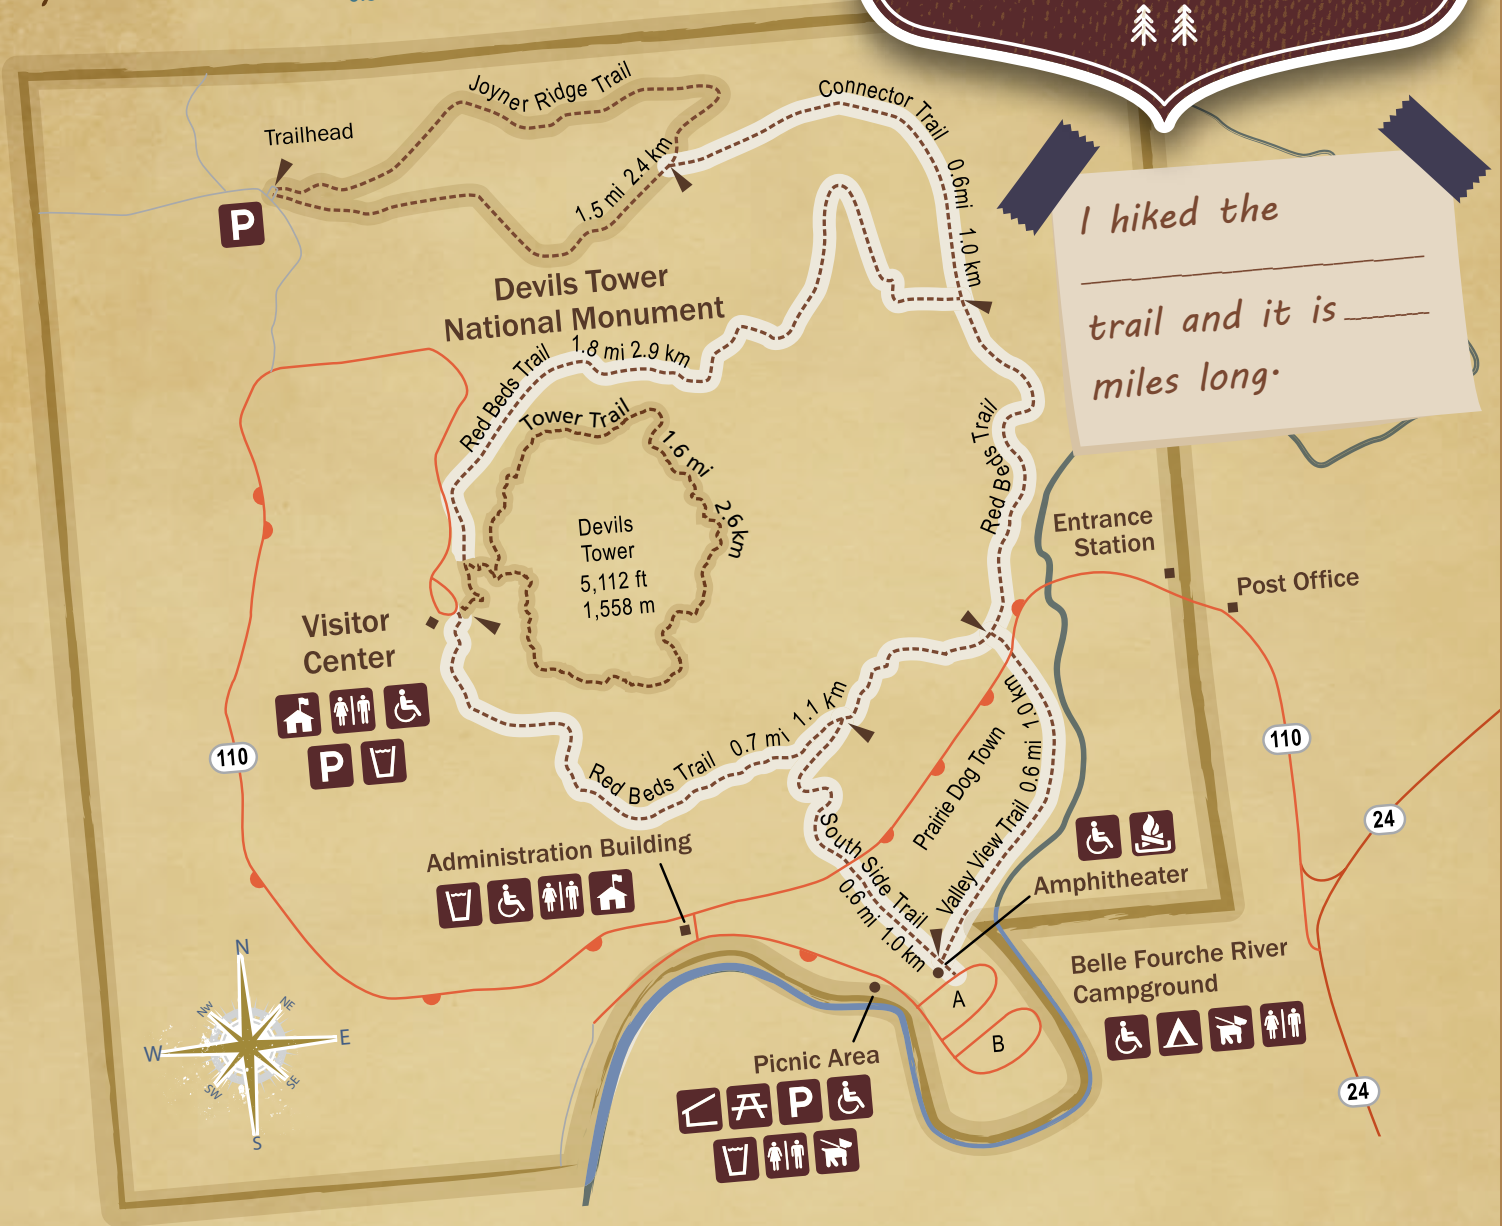 Joyner Ridge Trail
Connector Trail
Trailhead
P
1.5 mi 2.4 km
0.6mi 1.0 km
I hiked the
trail and it is
miles long.
Devils Tower
National Monument
1.8 mi 2.9 km
Red Beds Trail
Tower Trail
1.6 mi
2.6 km
Red Beds Trail
Devils
Tower
5,112 ft
1,558 m
Entrance
Station
Post Office
Visitor
Center
P
110
1.0 km
0.6 mi
Valley View Trail
Prairie Dog Town
0.7 mi 1.1 km
Red Beds Trail
110
24
South Side Trail
0.6 mi 1.0 km
Administration Building
Amphitheater
Belle Fourche River
Campground
A
B
Picnic Area
P
24
N
NE
E
SE
S
SW
W
NW